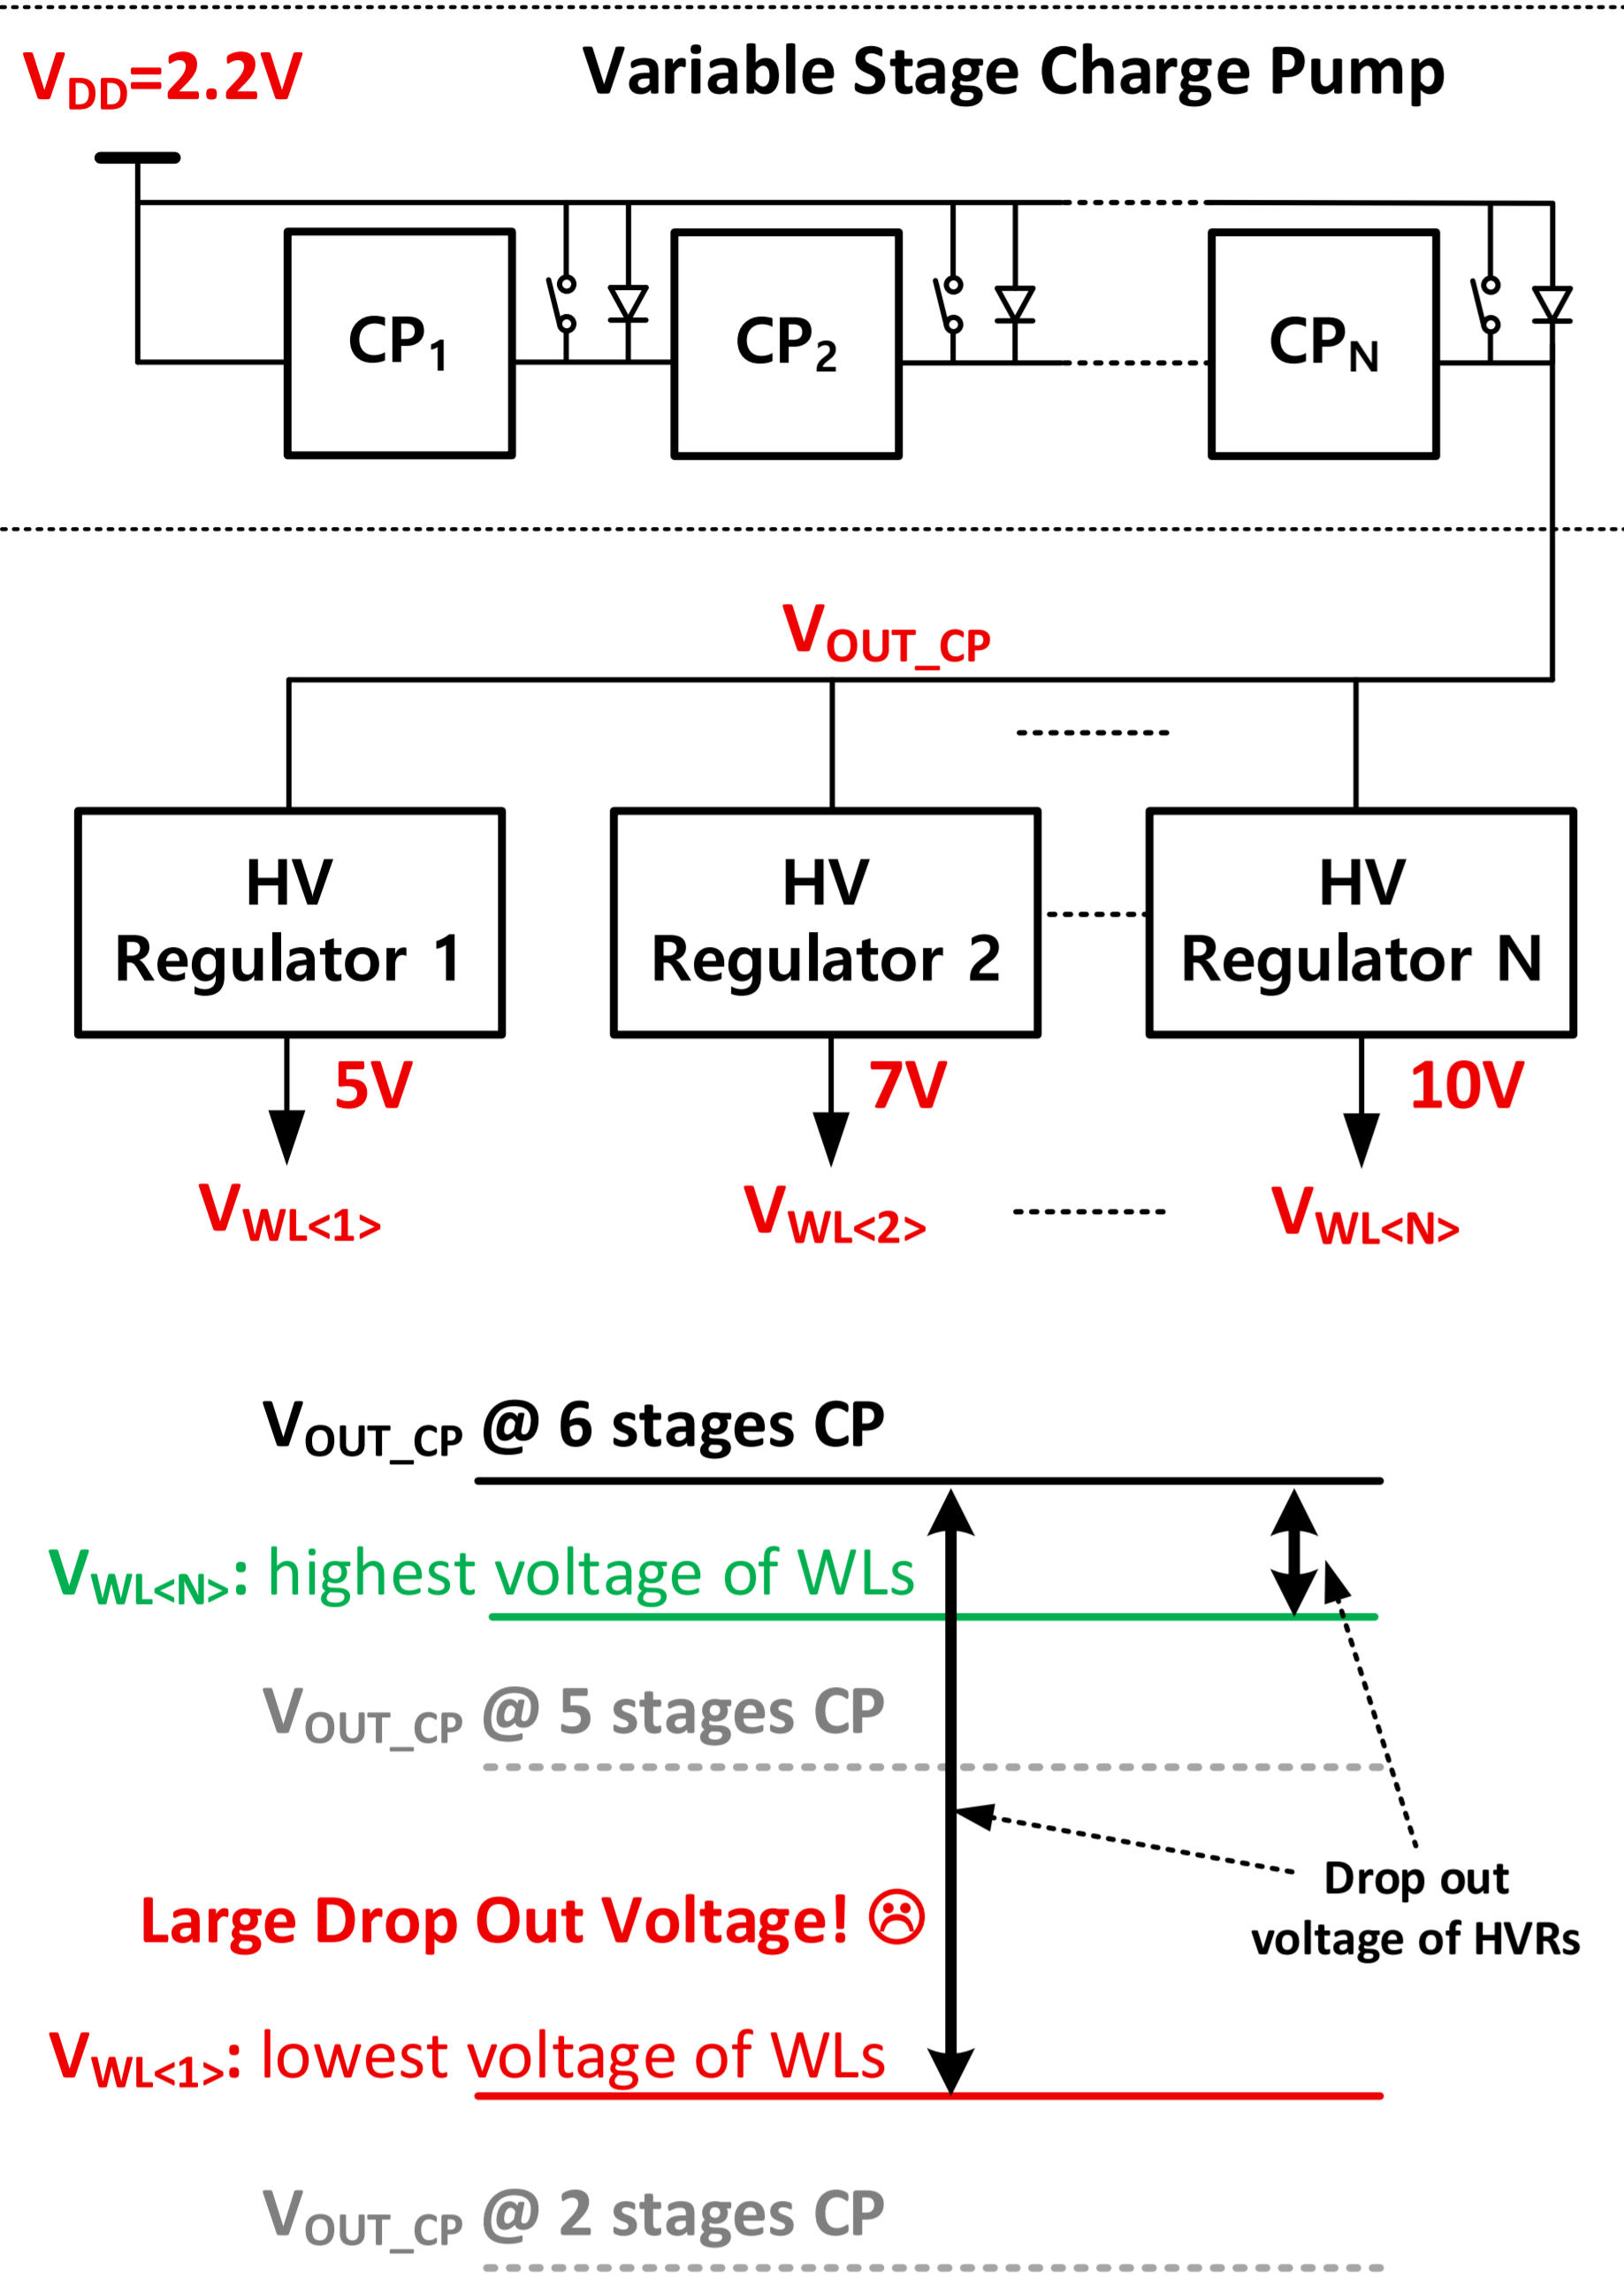 VDD=2.2V
Variable Stage Charge Pump
CP1
CP2
CPN
VOUT_CP
HV
Regulator 1
HV
Regulator 2
HV
Regulator N
5V
7V
10V
VWL<1>
VWL<2>
VWL<N>
VOUT_CP @ 6 stages CP
VWL<N>: highest voltage of WLs
VOUT_CP @ 5 stages CP
Drop out
voltage of HVRs
Large Drop Out Voltage! ☹
VWL<1>: lowest voltage of WLs
VOUT_CP @ 2 stages CP